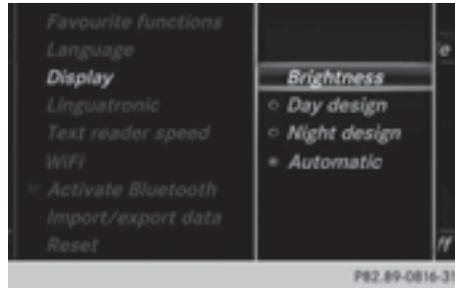 Favourite functions
Language
Display
Linguatronic
Text reader speed
WiFi
Activate Bluetooth
Import/export data
Reset
Brightness
Day design
Night design
Automatic
P82.89-0816-31